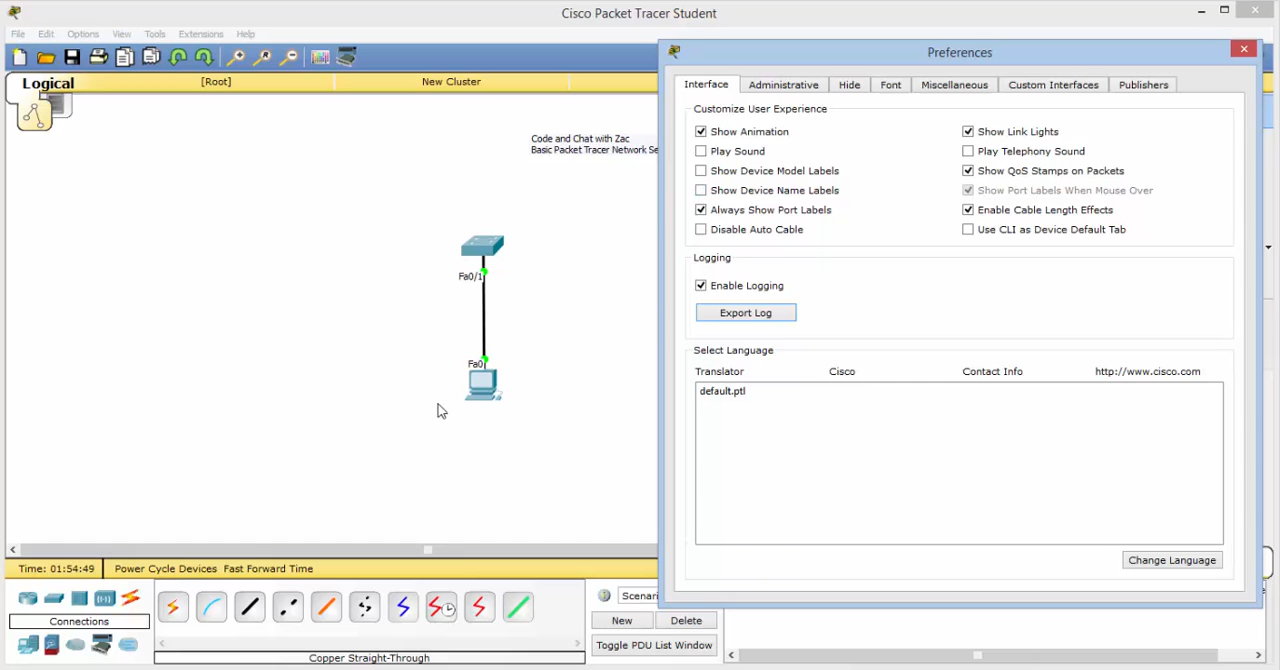 Cisco Packet Tracer Student
File Edit Options View Tools Extensions Help
Logical [Root] New Cluster
Code and Chat with Zac
Basic Packet Tracer Network Se
Fa0/1
Fa0
Time: 01:54:49 Power Cycle Devices Fast Forward Time
Connections
Copper Straight-Through
Scenari
New Delete
Toggle PDU List Window
Preferences
Interface Administrative Hide Font Miscellaneous Custom Interfaces Publishers
Customize User Experience
Show Animation Show Link Lights
Play Sound Play Telephony Sound
Show Device Model Labels Show QoS Stamps on Packets
Show Device Name Labels Show Port Labels When Mouse Over
Always Show Port Labels Enable Cable Length Effects
Disable Auto Cable Use CLI as Device Default Tab
Logging
Enable Logging
Export Log
Select Language
Translator Cisco Contact Info http://www.cisco.com
default.ptl
Change Language